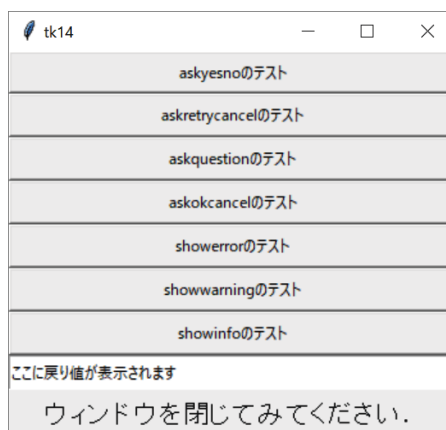 tk14
askyesnoのテスト
askretrycancelのテスト
askquestionのテスト
askokcancelのテスト
showerrorのテスト
showwarningのテスト
showinfoのテスト
ここに戻り値が表示されます
ウィンドウを閉じてみてください.